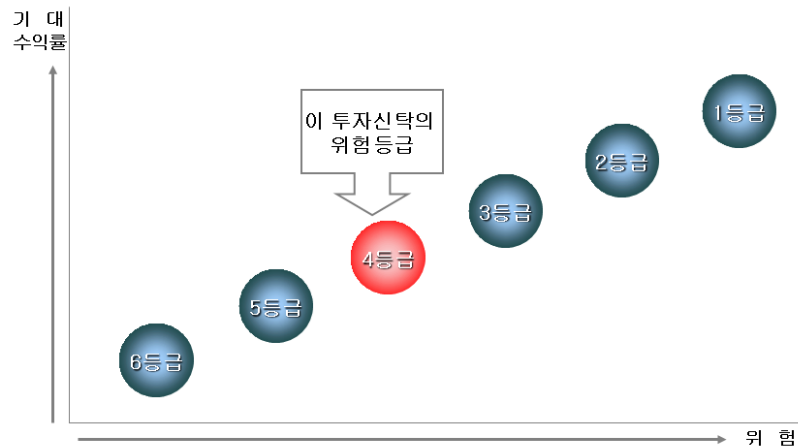 기 대
수익률
이 투자신탁의
위험등급
1등급
2등급
3등급
4등급
5등급
6등급
위 험